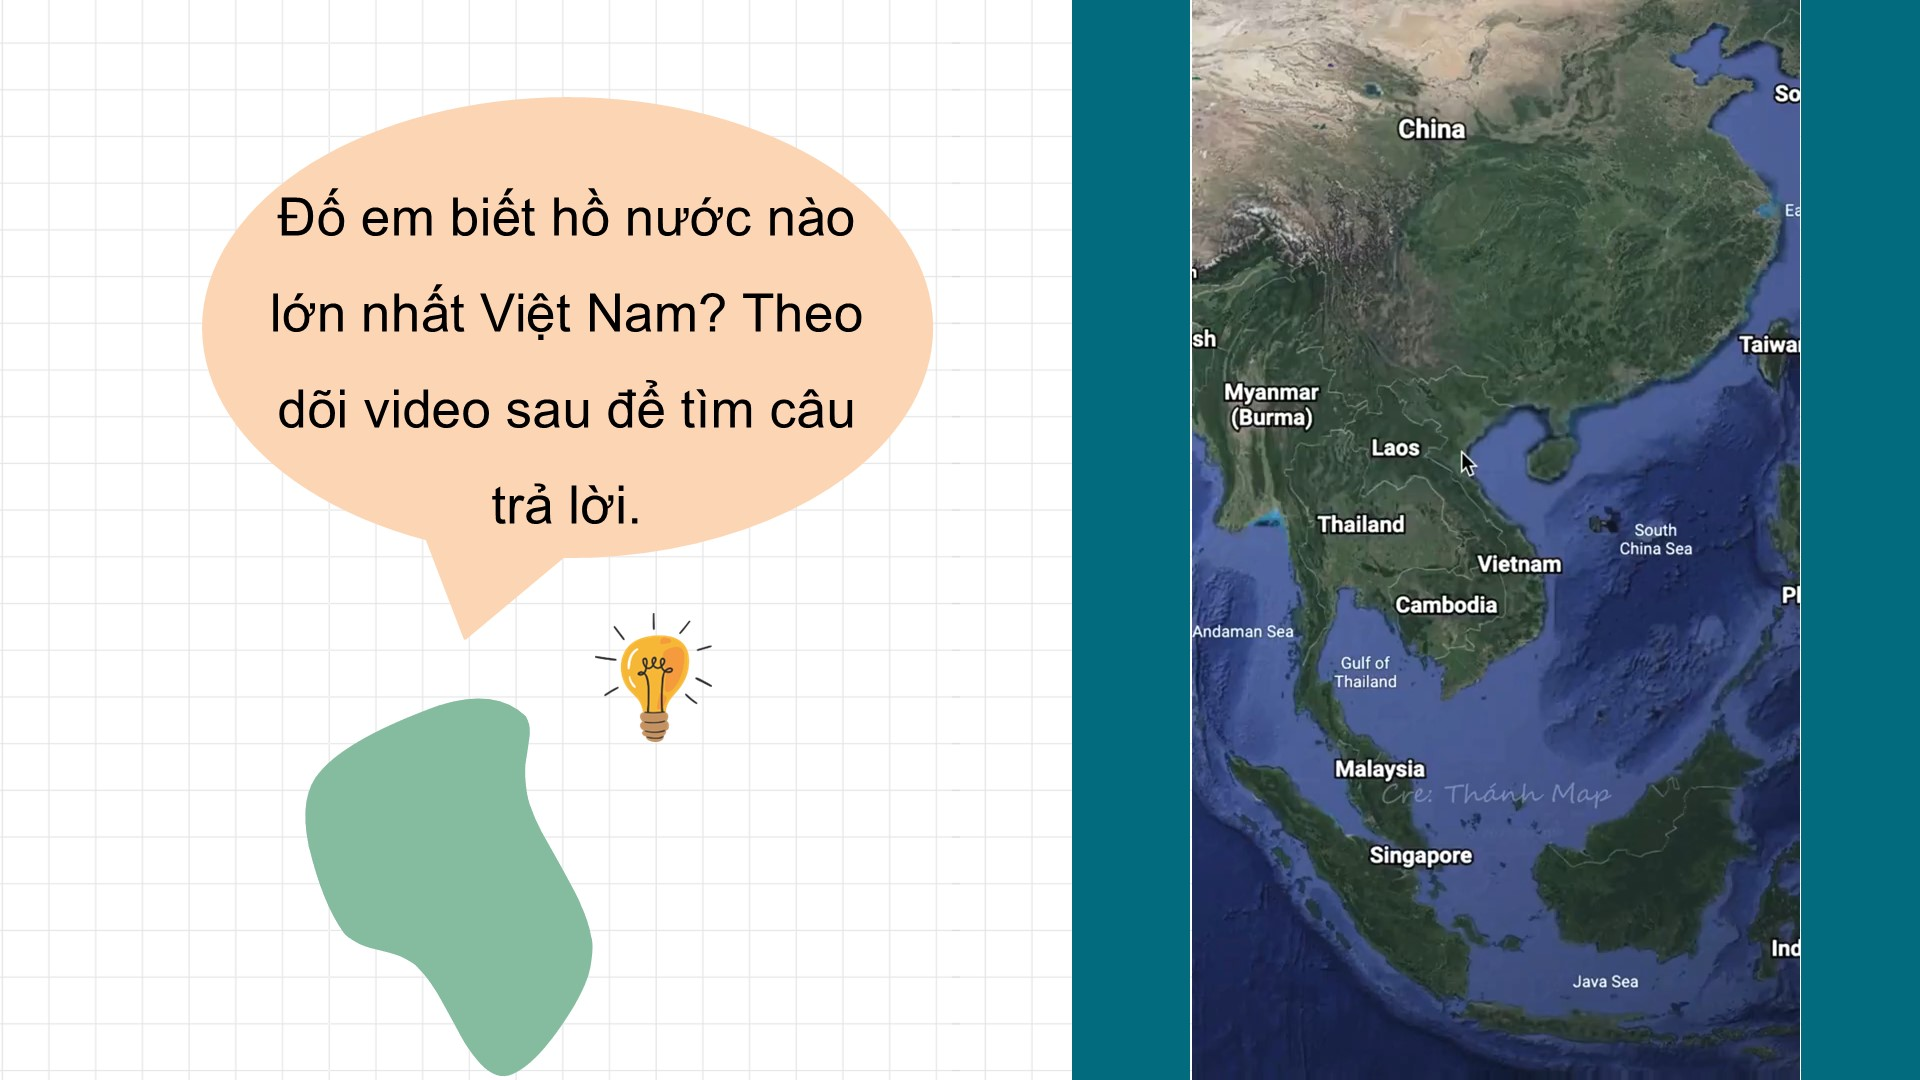 Đố em biết hồ nước nào
lớn nhất Việt Nam? Theo
dõi video sau để tìm câu
trả lời.
China
Myanmar
(Burma)
Laos
Thailand
Vietnam
Cambodia
South
China Sea
Andaman Sea
Gulf of
Thailand
Malaysia
Cre: Thánh Map
Singapore
Java Sea
So
Ea
sh
Taiwa
Pl
Ind